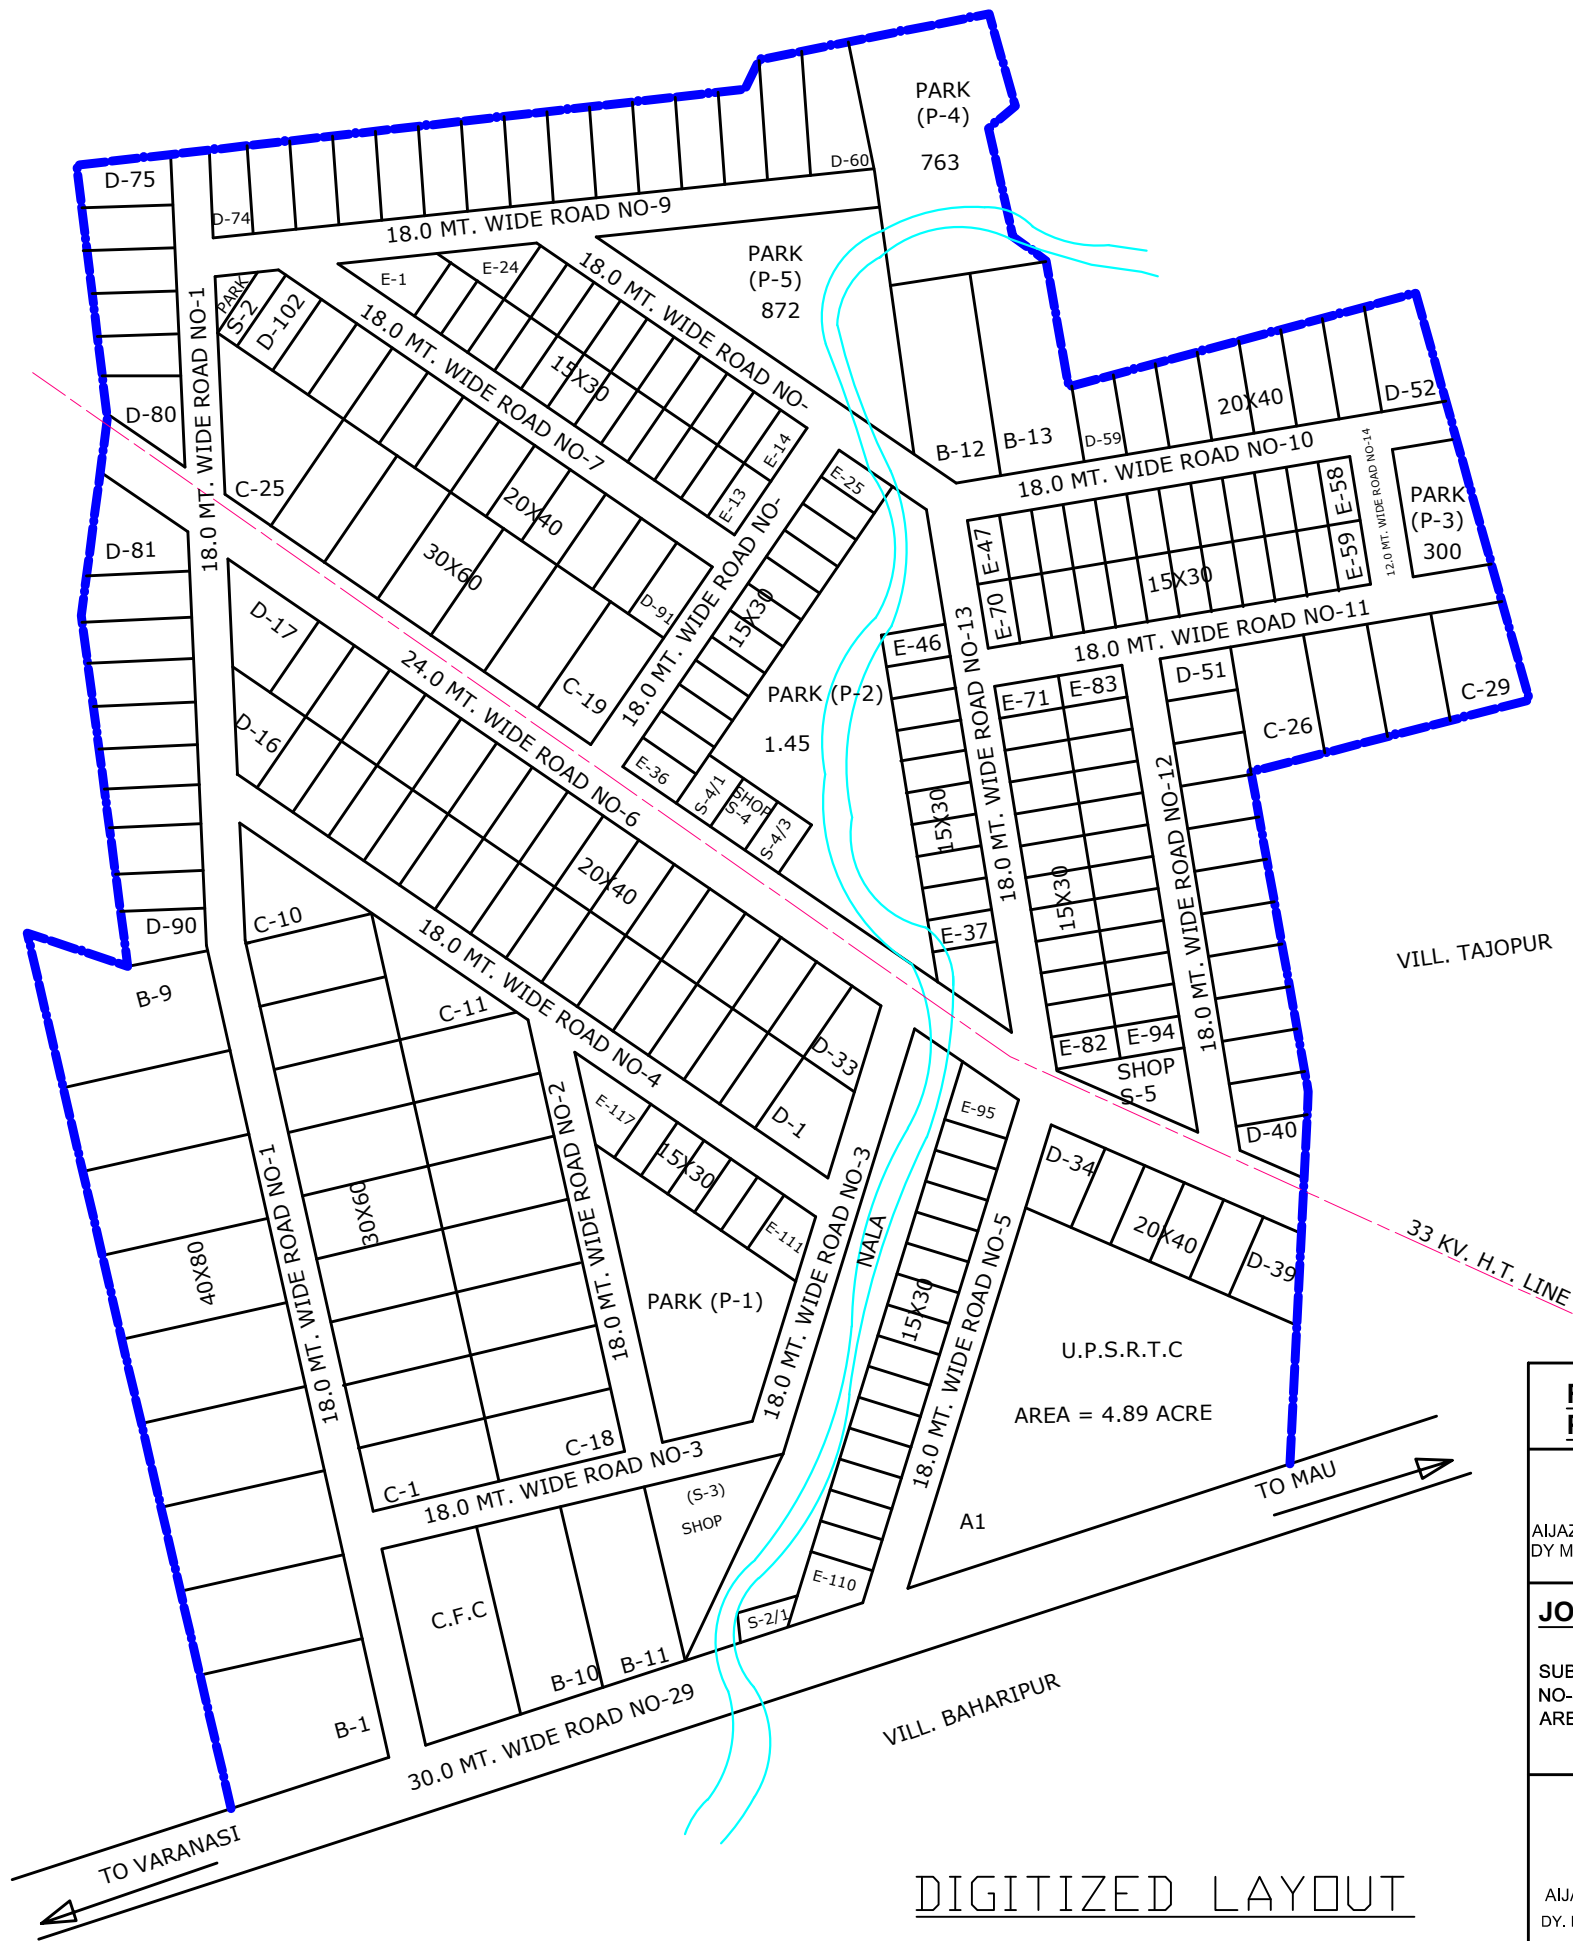 PARK
(P-4)
763
D-60
D-75
D-74
18.0 MT. WIDE ROAD NO-9
PARK
(P-5)
872
E-1
E-24
18.0 MT. WIDE ROAD NO-
PARK
S-2
D-102
18.0 MT. WIDE ROAD NO-7
15X30
18.0 MT. WIDE ROAD NO-1
D-80
C-25
20X40
30X60
E-14
E-13
E-25
18.0 MT. WIDE ROAD NO-
15X30
D-91
C-19
B-12
B-13
D-59
20X40
D-52
18.0 MT. WIDE ROAD NO-10
12.0 MT. WIDE ROAD NO-14
PARK
(P-3)
300
E-47
E-58
E-59
E-70
15X30
18.0 MT. WIDE ROAD NO-11
D-81
D-17
24.0 MT. WIDE ROAD NO-6
D-16
E-46
18.0 MT. WIDE ROAD NO-13
PARK (P-2)
1.45
E-71
E-83
D-51
C-26
C-29
E-36
S-4/1
SHOP
S-4
S-4/3
15X30
E-37
15X30
18.0 MT. WIDE ROAD NO-12
20X40
D-90
B-9
C-10
C-11
18.0 MT. WIDE ROAD NO-4
D-33
D-1
VILL. TAJOPUR
E-82
E-94
SHOP
S-5
D-40
E-95
E-117
15X30
E-111
18.0 MT. WIDE ROAD NO-2
18.0 MT. WIDE ROAD NO-3
NALA
D-34
20X40
D-39
33 KV. H.T. LINE
40X80
18.0 MT. WIDE ROAD NO-1
30X60
PARK (P-1)
15X30
18.0 MT. WIDE ROAD NO-5
U.P.S.R.T.C
AREA = 4.89 ACRE
C-1
C-18
18.0 MT. WIDE ROAD NO-3
(S-3)
SHOP
A1
TO MAU
C.F.C
B-10
B-11
E-110
S-2/1
B-1
30.0 MT. WIDE ROAD NO-29
VILL. BAHARIPUR
TO VARANASI
DIGITIZED LAYOUT
AIJAZ
DY M
JO
SUB
NO-
ARE
AIJA
DY.